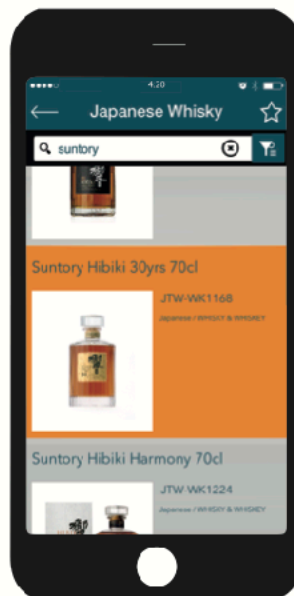 4.20
Japanese Whisky
suntory
Suntory Hibiki 30yrs 70cl
JTW-WK1168
Japanese / WHISKY & WHISKEY
Suntory Hibiki Harmony 70cl
JTW-WK1224
Japanese / WHISKY & WHISKEY